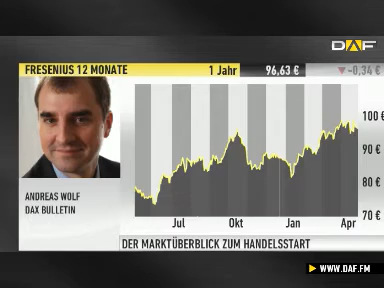 DAF
FRESENIUS 12 MONATE 1 Jahr 96,63 € -0,34 €
100 €
90 €
80 €
70 €
Jul Okt Jan Apr
ANDREAS WOLF
DAX BULLETIN
DER MARKTÜBERBLICK ZUM HANDELSSTART
WWW.DAF.FM